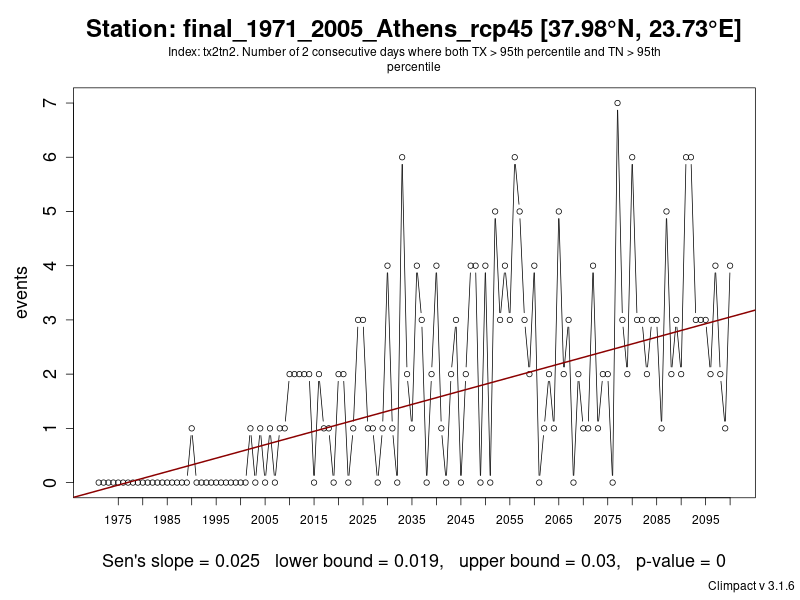 Station: final_1971_2005_Athens_rcp45 [37.98°N, 23.73°E]
Index: tx2tn2. Number of 2 consecutive days where both TX > 95th percentile and TN > 95th
percentile
7
6
5
4
3
2
1
0
events
1975 1985 1995 2005 2015 2025 2035 2045 2055 2065 2075 2085 2095
Sen's slope = 0.025 lower bound = 0.019, upper bound = 0.03, p-value = 0
Climpact v 3.1.6